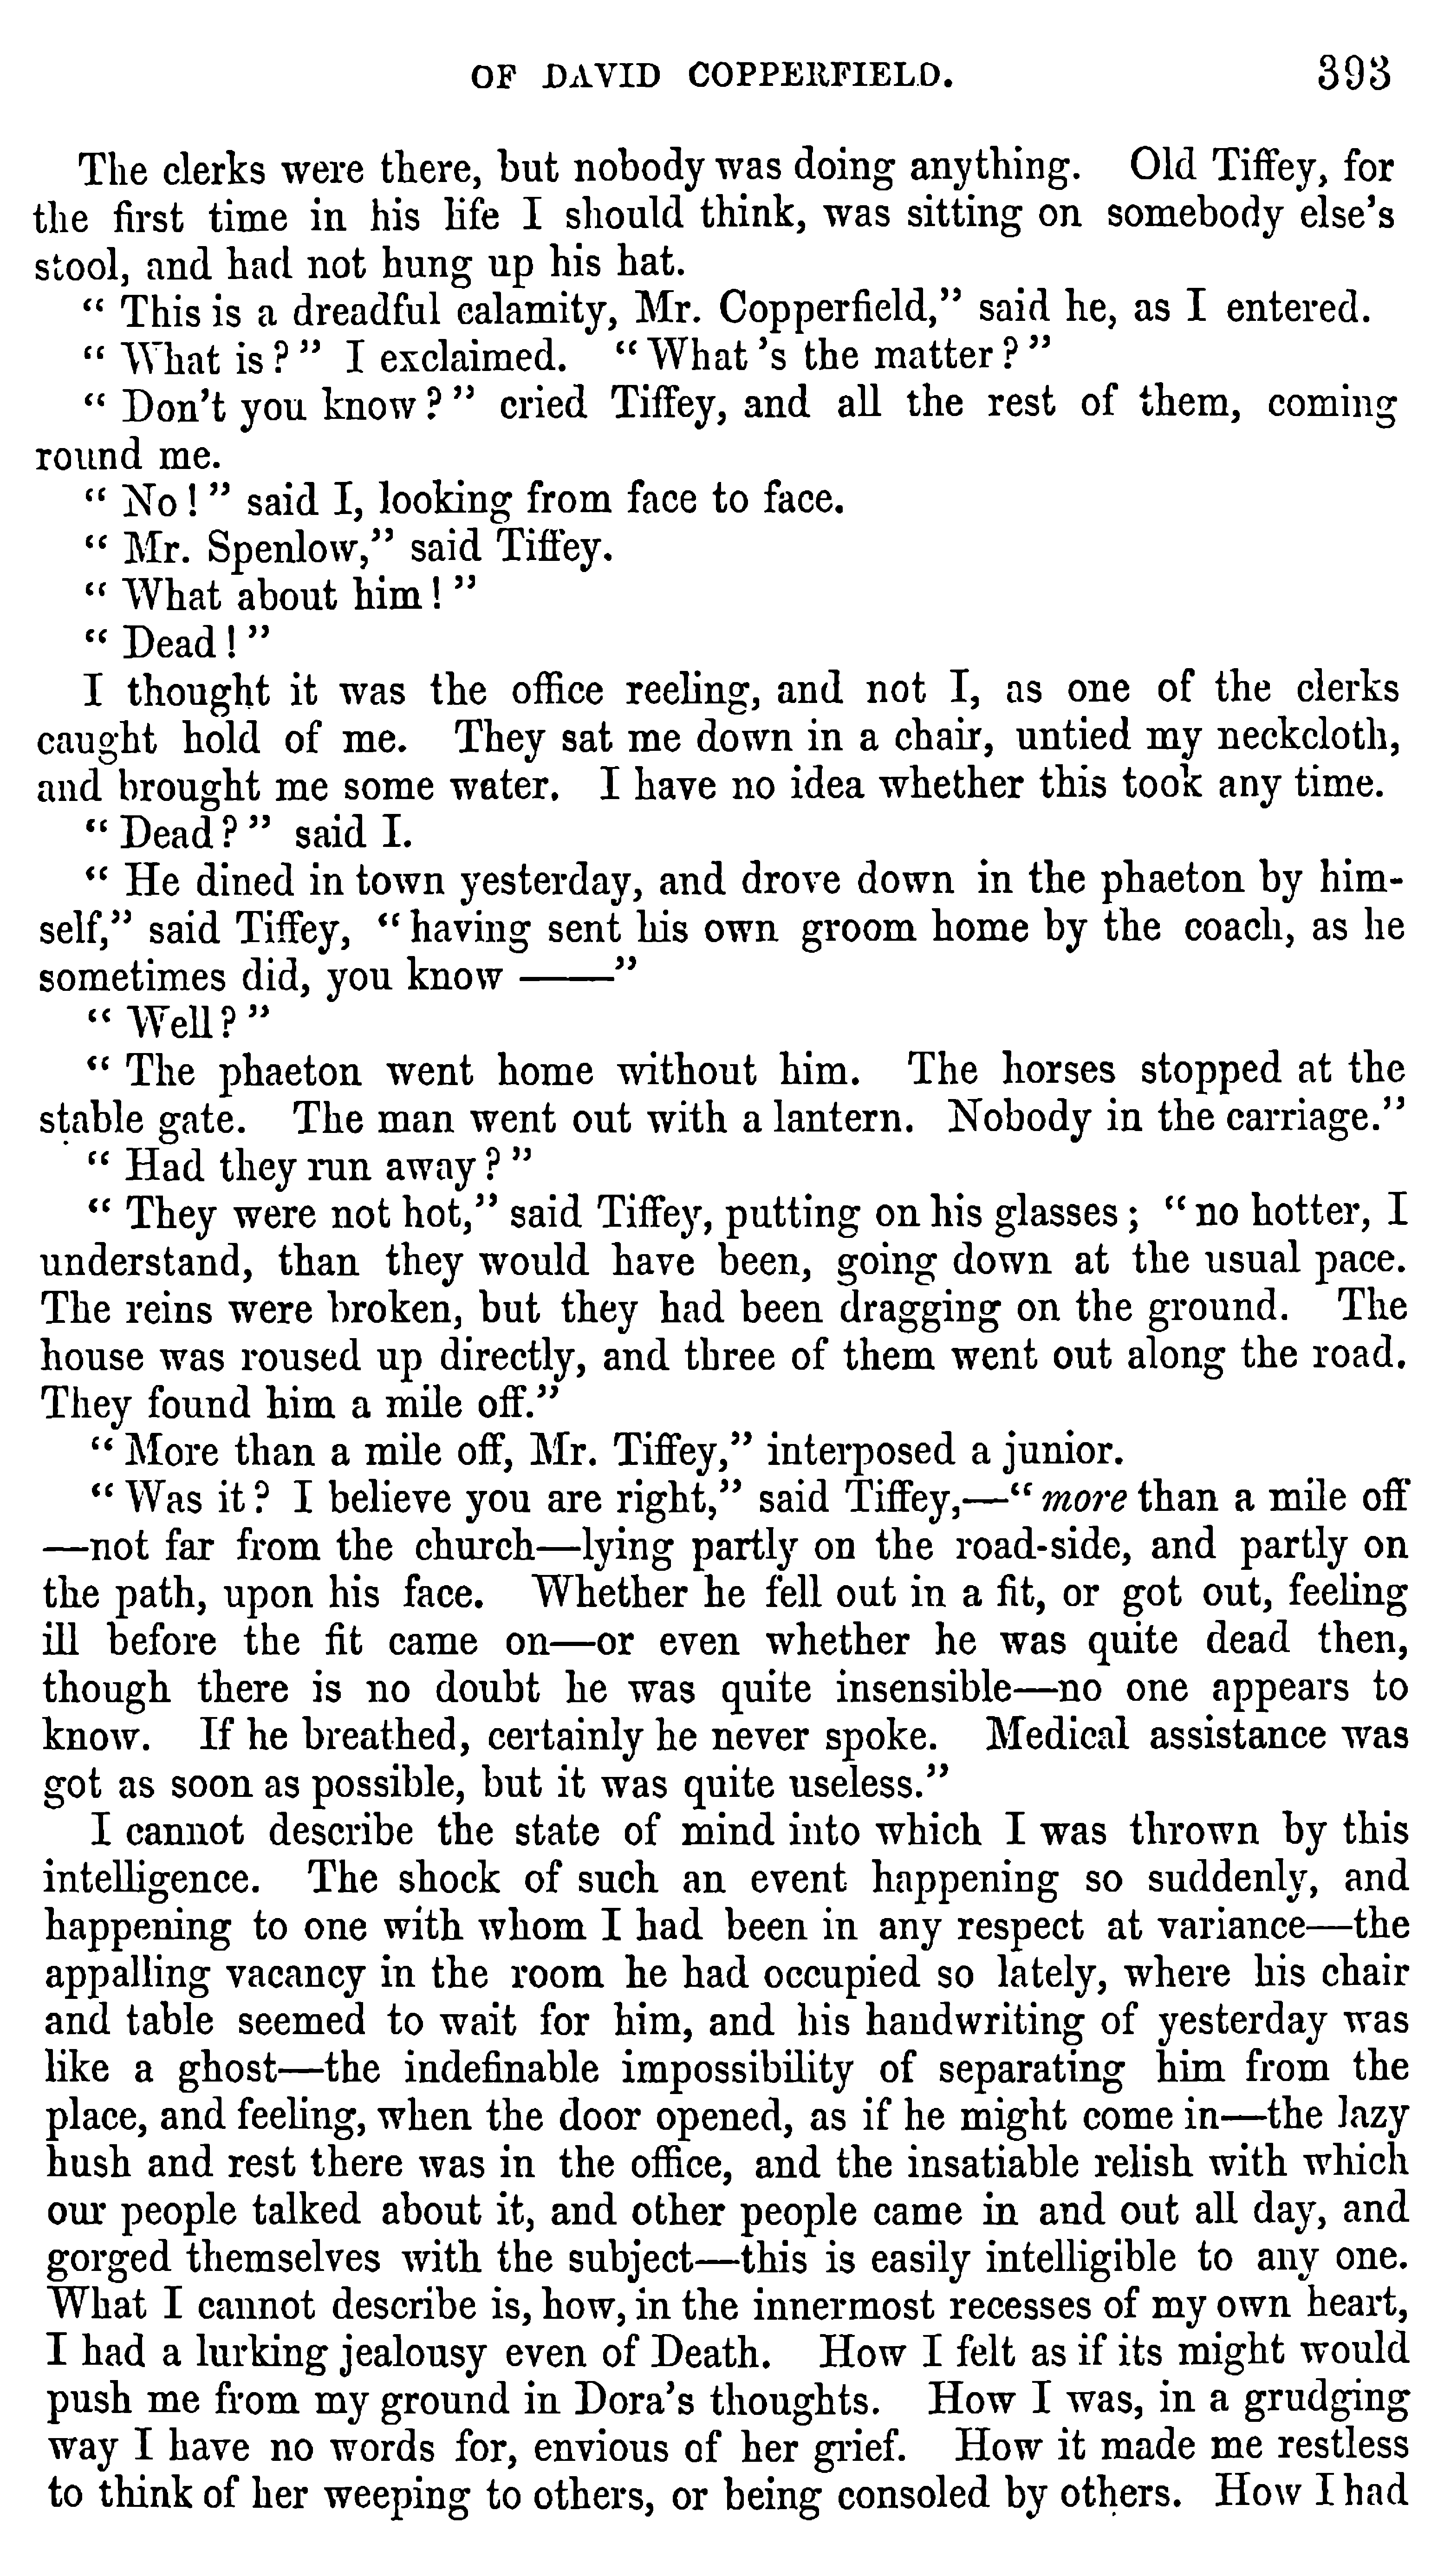 OF DAVID COPPERFIELD. 393
The clerks were there, but nobody was doing anything. Old Tiffey, for
the first time in his life I should think, was sitting on somebody else's
stool, and had not hung up his hat.
" This is a dreadful calamity, Mr. Copperfield," said he, as I entered.
" What is? " I exclaimed. " What 's the matter? "
" Don't you know? " cried Tiffey, and all the rest of them, coming
round me.
" No! " said I, looking from face to face.
" Mr. Spenlow," said Tiffey.
" What about him! "
" Dead! "
I thought it was the office reeling, and not I, as one of the clerks
caught hold of me. They sat me down in a chair, untied my neckcloth,
and brought me some water. I have no idea whether this took any time.
" Dead? " said I.
" He dined in town yesterday, and drove down in the phaeton by him-
self," said Tiffey, " having sent his own groom home by the coach, as he
sometimes did, you know ——"
" Well? "
" The phaeton went home without him. The horses stopped at the
stable gate. The man went out with a lantern. Nobody in the carriage."
" Had they run away? "
" They were not hot," said Tiffey, putting on his glasses; " no hotter, I
understand, than they would have been, going down at the usual pace.
The reins were broken, but they had been dragging on the ground. The
house was roused up directly, and three of them went out along the road.
They found him a mile off."
" More than a mile off, Mr. Tiffey," interposed a junior.
" Was it? I believe you are right," said Tiffey,—" more than a mile off
—not far from the church—lying partly on the road-side, and partly on
the path, upon his face. Whether he fell out in a fit, or got out, feeling
ill before the fit came on—or even whether he was quite dead then,
though there is no doubt he was quite insensible—no one appears to
know. If he breathed, certainly he never spoke. Medical assistance was
got as soon as possible, but it was quite useless."
I cannot describe the state of mind into which I was thrown by this
intelligence. The shock of such an event happening so suddenly, and
happening to one with whom I had been in any respect at variance—the
appalling vacancy in the room he had occupied so lately, where his chair
and table seemed to wait for him, and his handwriting of yesterday was
like a ghost—the indefinable impossibility of separating him from the
place, and feeling, when the door opened, as if he might come in—the lazy
hush and rest there was in the office, and the insatiable relish with which
our people talked about it, and other people came in and out all day, and
gorged themselves with the subject—this is easily intelligible to any one.
What I cannot describe is, how, in the innermost recesses of my own heart,
I had a lurking jealousy even of Death. How I felt as if its might would
push me from my ground in Dora's thoughts. How I was, in a grudging
way I have no words for, envious of her grief. How it made me restless
to think of her weeping to others, or being consoled by others. How I had